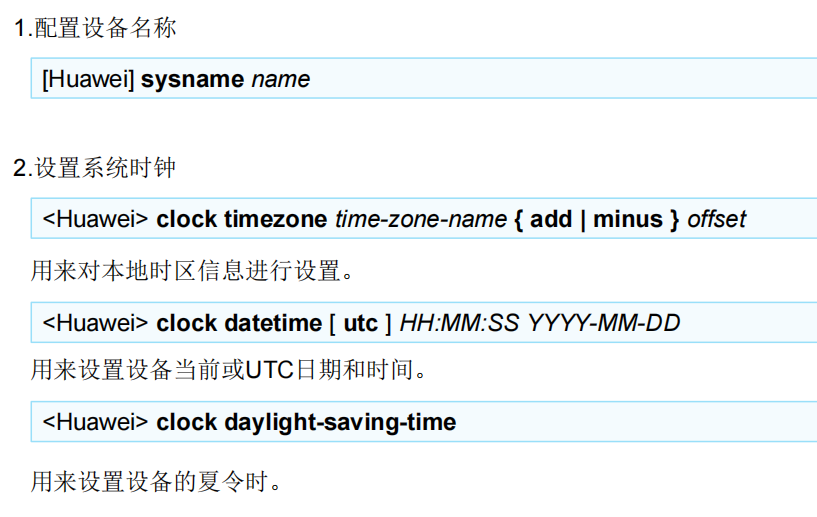 1.配置设备名称
[Huawei] sysname name
2.设置系统时钟
<Huawei> clock timezone time-zone-name { add | minus } offset
用来对本地时区信息进行设置。
<Huawei> clock datetime [ utc ] HH:MM:SS YYYY-MM-DD
用来设置设备当前或UTC日期和时间。
<Huawei> clock daylight-saving-time
用来设置设备的夏令时。